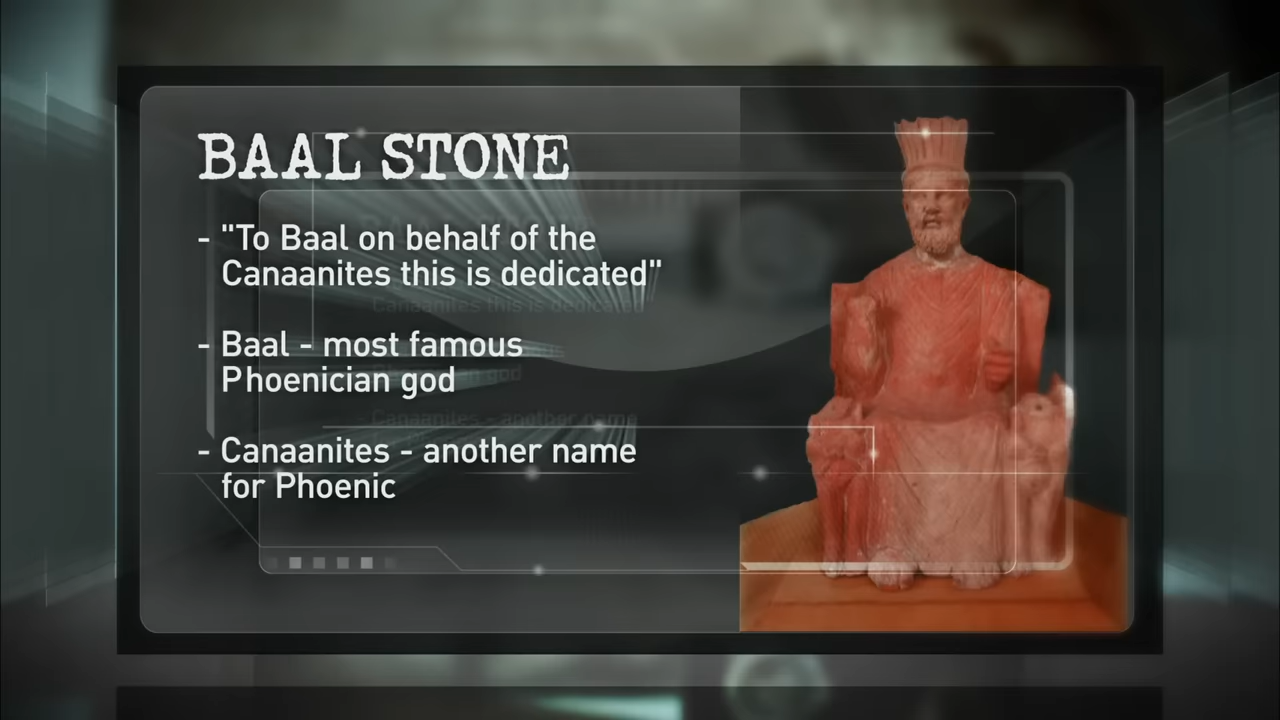 BAAL STONE
- "To Baal on behalf of the
Canaanites this is dedicated"
- Baal - most famous
Phoenician god
- Canaanites - another name
for Phoenic